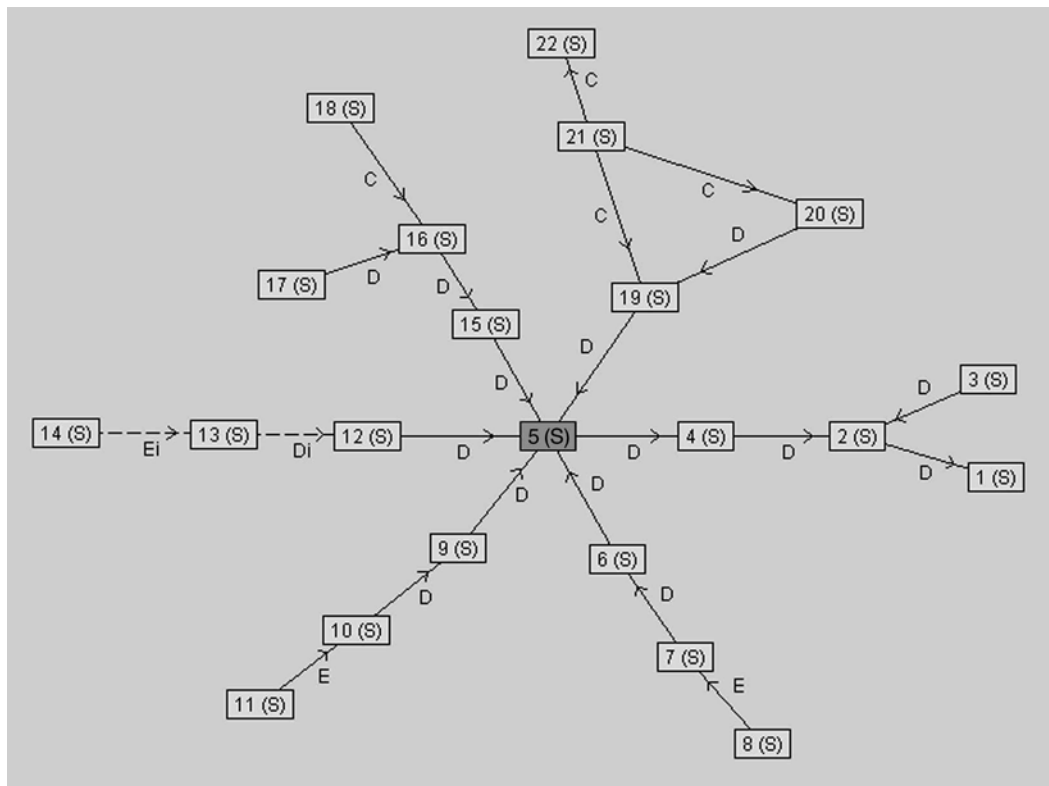 22 (S)
C
18 (S)
21 (S)
C
C
20 (S)
C
D
16 (S)
D
17 (S)
D
19 (S)
15 (S)
D
D
D
3 (S)
14 (S)
Ei
13 (S)
Di
12 (S)
D
5 (S)
D
4 (S)
D
2 (S)
D
1 (S)
D
D
9 (S)
6 (S)
D
D
10 (S)
7 (S)
E
E
11 (S)
8 (S)